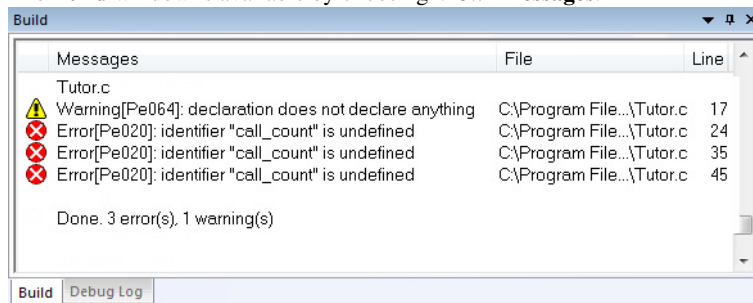 Build
Messages File Line
Tutor.c
Warning[Pe064]: declaration does not declare anything C:\Program File...\Tutor.c 17
Error[Pe020]: identifier "call_count" is undefined C:\Program File...\Tutor.c 24
Error[Pe020]: identifier "call_count" is undefined C:\Program File...\Tutor.c 35
Error[Pe020]: identifier "call_count" is undefined C:\Program File...\Tutor.c 45
Done. 3 error(s), 1 warning(s)
Build Debug Log